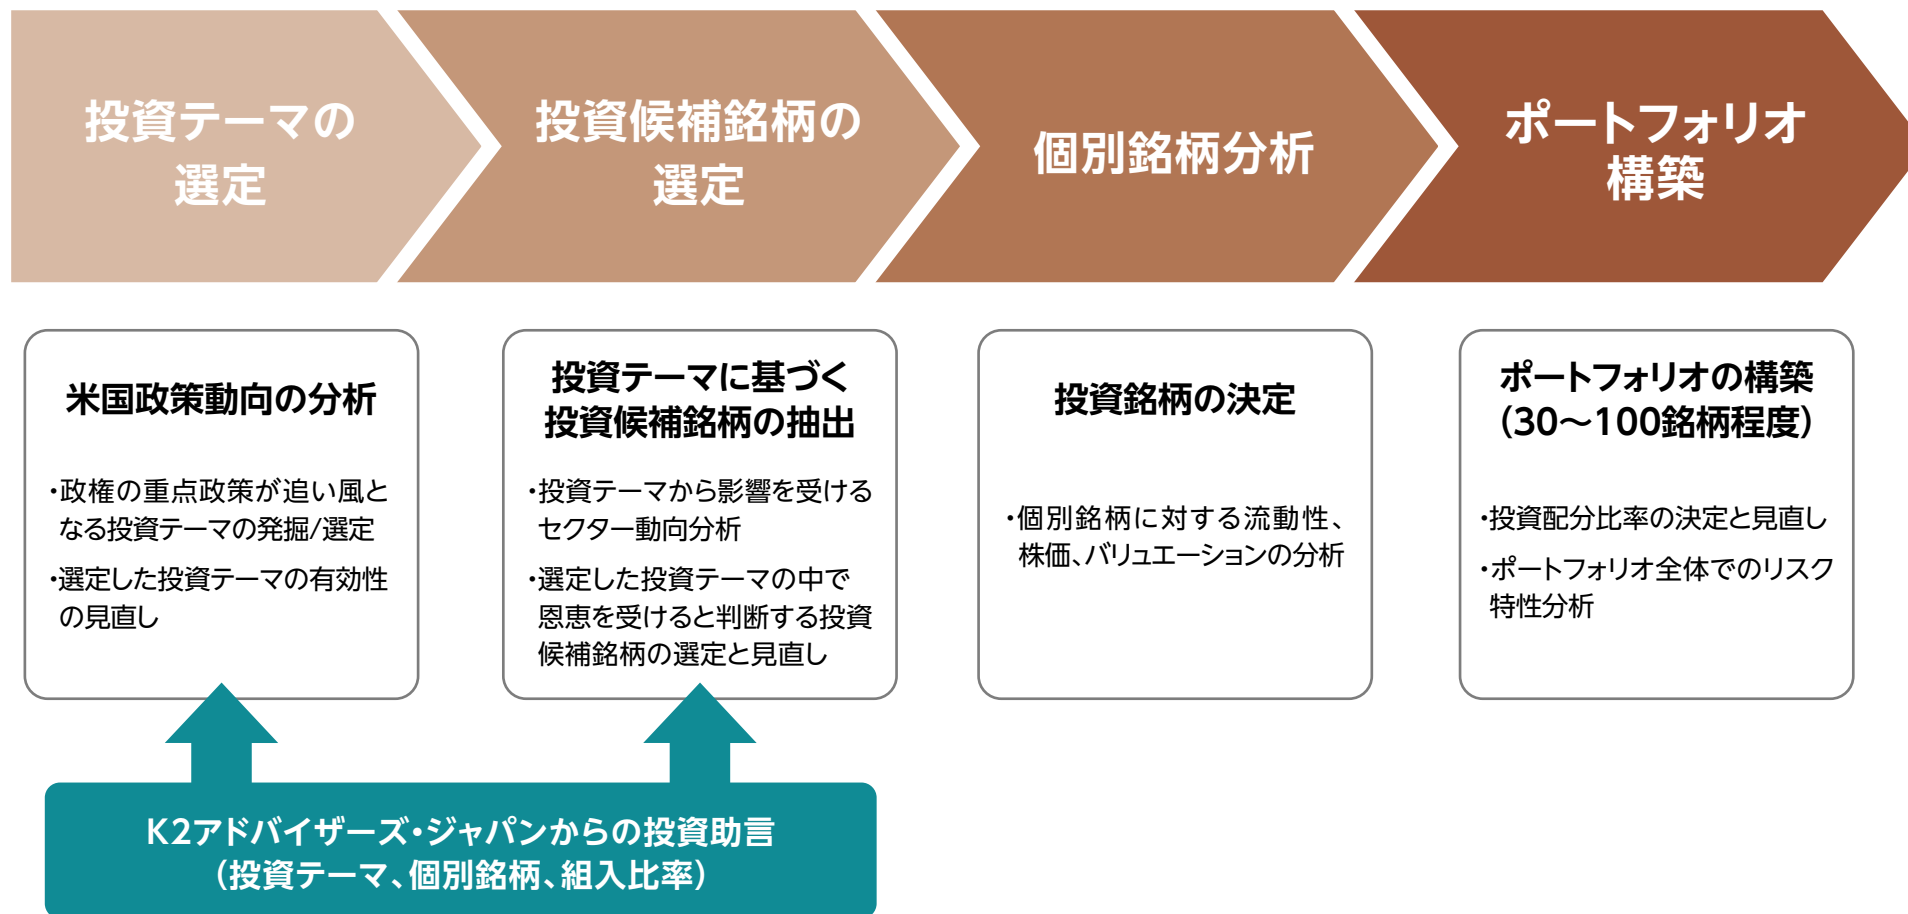 投資テーマの
選定
投資候補銘柄の
選定
個別銘柄分析
ポートフォリオ
構築
米国政策動向の分析
・政権の重点政策が追い風と
なる投資テーマの発掘/選定
・選定した投資テーマの有効性
の見直し
投資テーマに基づく
投資候補銘柄の抽出
・投資テーマから影響を受ける
セクター動向分析
・選定した投資テーマの中で
恩恵を受けると判断する投資
候補銘柄の選定と見直し
投資銘柄の決定
・個別銘柄に対する流動性、
株価、バリュエーションの分析
ポートフォリオの構築
(30～100銘柄程度)
・投資配分比率の決定と見直し
・ポートフォリオ全体でのリスク
特性分析
K2アドバイザーズ・ジャパンからの投資助言
(投資テーマ、個別銘柄、組入比率)